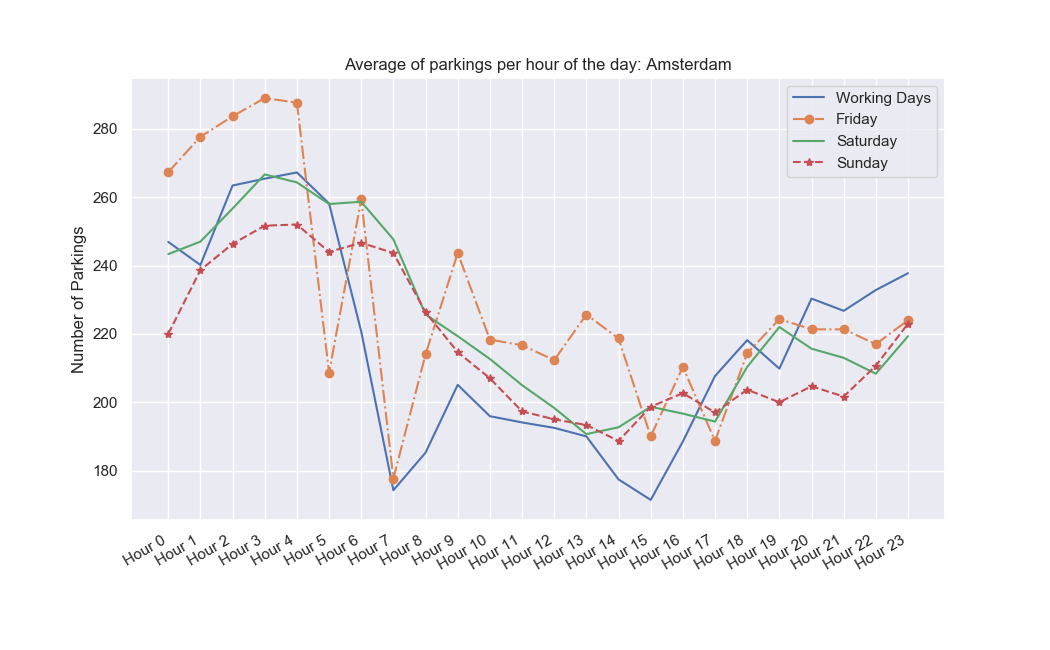 Average of parkings per hour of the day: Amsterdam
Working Days
Friday
Saturday
Sunday
Number of Parkings
280
260
240
220
200
180
Hour 0
Hour 1
Hour 2
Hour 3
Hour 4
Hour 5
Hour 6
Hour 7
Hour 8
Hour 9
Hour 10
Hour 11
Hour 12
Hour 13
Hour 14
Hour 15
Hour 16
Hour 17
Hour 18
Hour 19
Hour 20
Hour 21
Hour 22
Hour 23